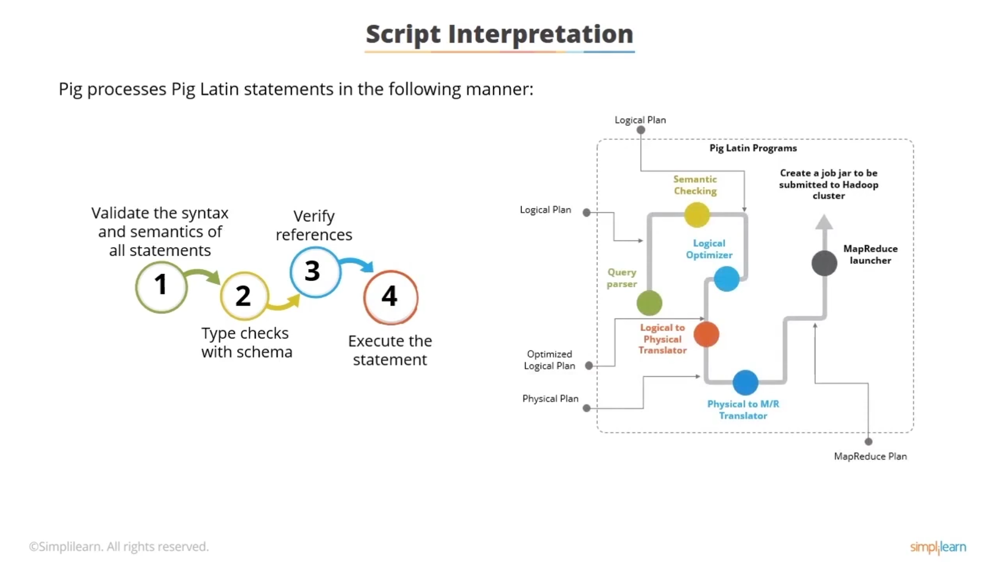 Script Interpretation
Pig processes Pig Latin statements in the following manner:
Validate the syntax
and semantics of
all statements
1
2
Type checks
with schema
Verify
references
3
4
Execute the
statement
Logical Plan
Pig Latin Programs
Create a job jar to be
submitted to Hadoop
cluster
Semantic
Checking
Logical Plan
Logical
Optimizer
MapReduce
launcher
Query
parser
Logical to
Physical
Translator
Optimized
Logical Plan
Physical Plan
Physical to M/R
Translator
MapReduce Plan
©Simplilearn. All rights reserved.
simplilearn